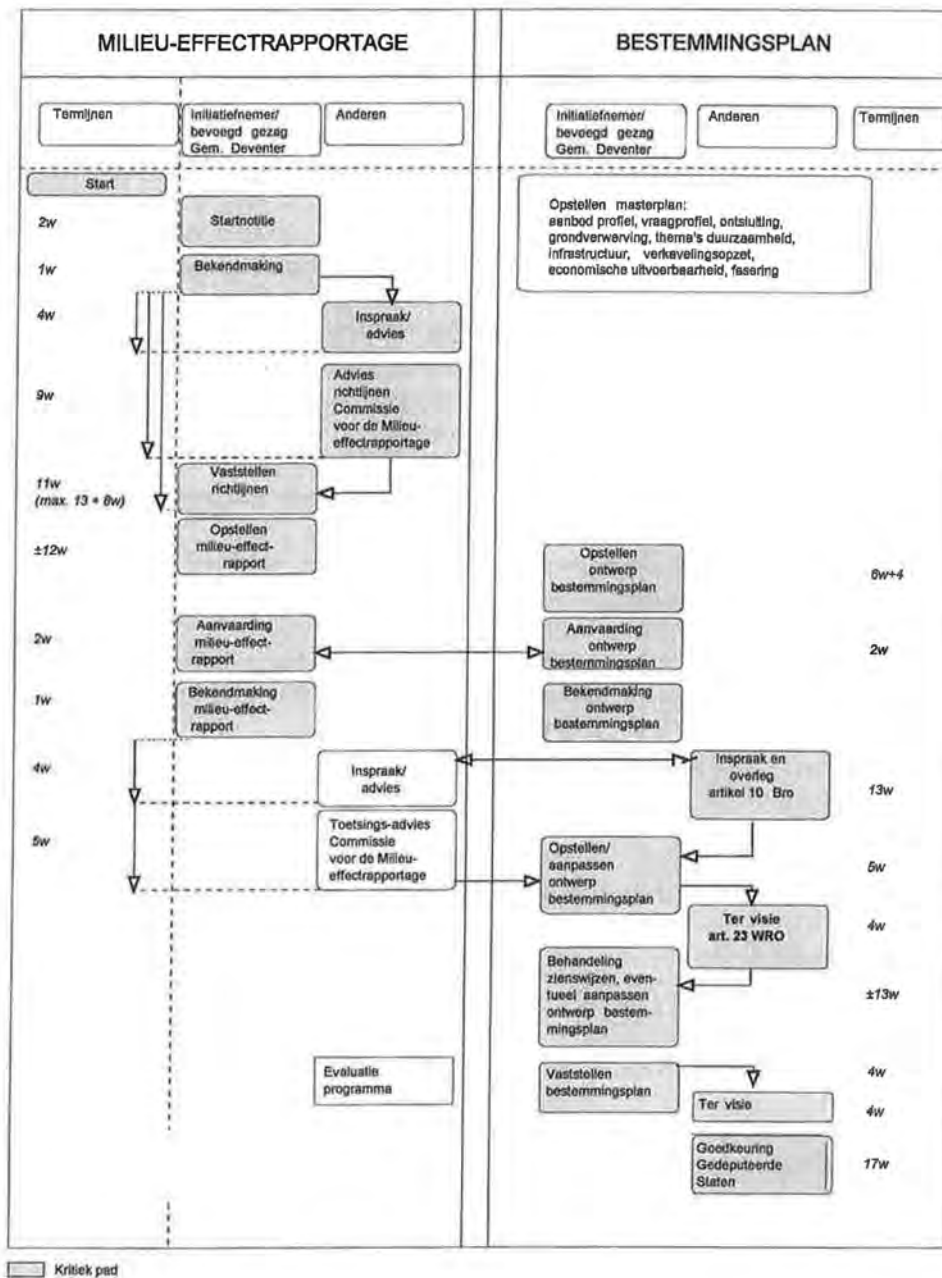 MILIEU-EFFECTRAPPORTAGE
BESTEMMINGSPLAN
Termijnen
Initiatiefnemer/
bevoegd gezag
Gem. Deventer
Anderen
Initiatiefnemer/
bevoegd gezag
Gem. Deventer
Anderen
Termijnen
Start
2w
Startnotitie
Opstellen masterplan:
aanbod profiel, vraagprofiel, ontsluiting,
grondverwerving, thema's duurzaamheid,
infrastructuur, verkavelingsopzet,
economische uitvoerbaarheid, fasering
1w
Bekendmaking
4w
Inspraak/
advies
9w
Advies
richtlijnen
Commissie
voor de Milieu-
effectrapportage
11w
(max. 13 + 8w)
Vaststellen
richtlijnen
±12w
Opstellen
milieu-effect-
rapport
Opstellen
ontwerp
bestemmingsplan
6w+4
2w
Aanvaarding
milieu-effect-
rapport
Aanvaarding
ontwerp
bestemmingsplan
2w
1w
Bekendmaking
milieu-effect-
rapport
Bekendmaking
ontwerp
bestemmingsplan
4w
Inspraak/
advies
Inspraak en
overleg
artikel 10 Bro
13w
5w
Toetsings-advies
Commissie
voor de Milieu-
effectrapportage
Opstellen/
aanpassen
ontwerp
bestemmingsplan
5w
Ter visie
art. 23 WRO
4w
Behandeling
zienswijzen, even-
tueel aanpassen
ontwerp bestem-
mingsplan
±13w
Evaluatie
programma
Vaststellen
bestemmingsplan
4w
Ter visie
4w
Goedkeuring
Gedeputeerde
Staten
17w
Kritiek pad